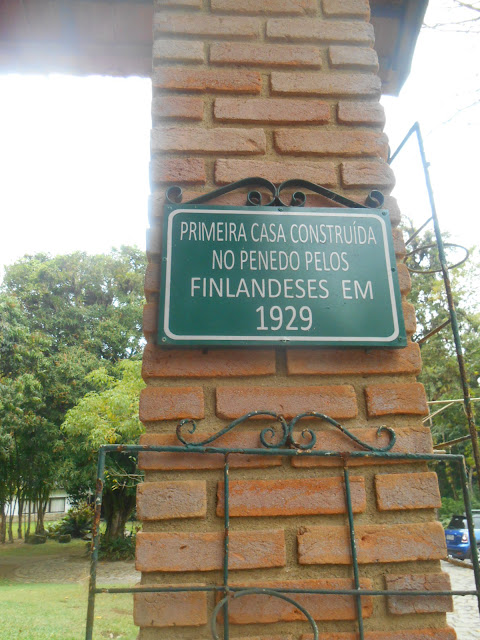 PRIMEIRA CASA CONSTRUÍDA
NO PENEDO PELOS
FINLANDESES EM
1929